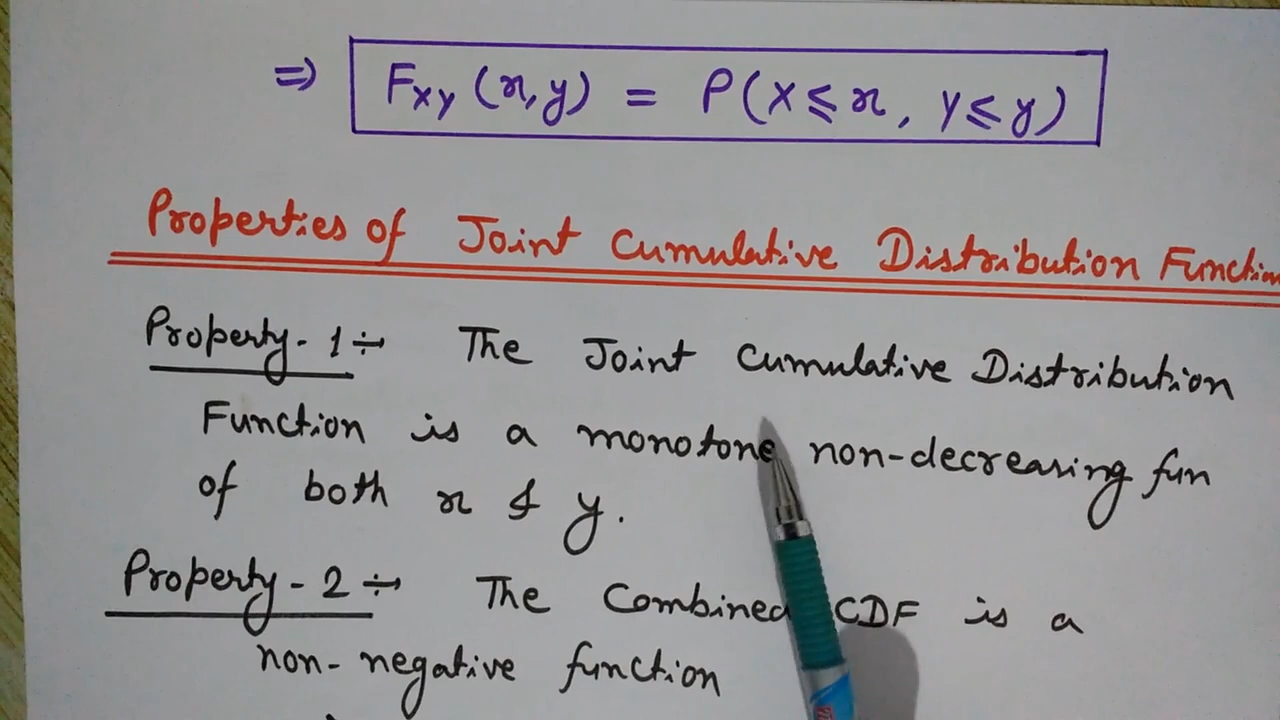 ⇒ F_XY (x, y) = P(X ≤ x, Y ≤ y)
Properties of Joint Cumulative Distribution Function
Property-1 ÷→ The Joint Cumulative Distribution
Function is a monotone non-decreasing fun
of both x & y.
Property-2 ÷→ The Combined CDF is a
non-negative function